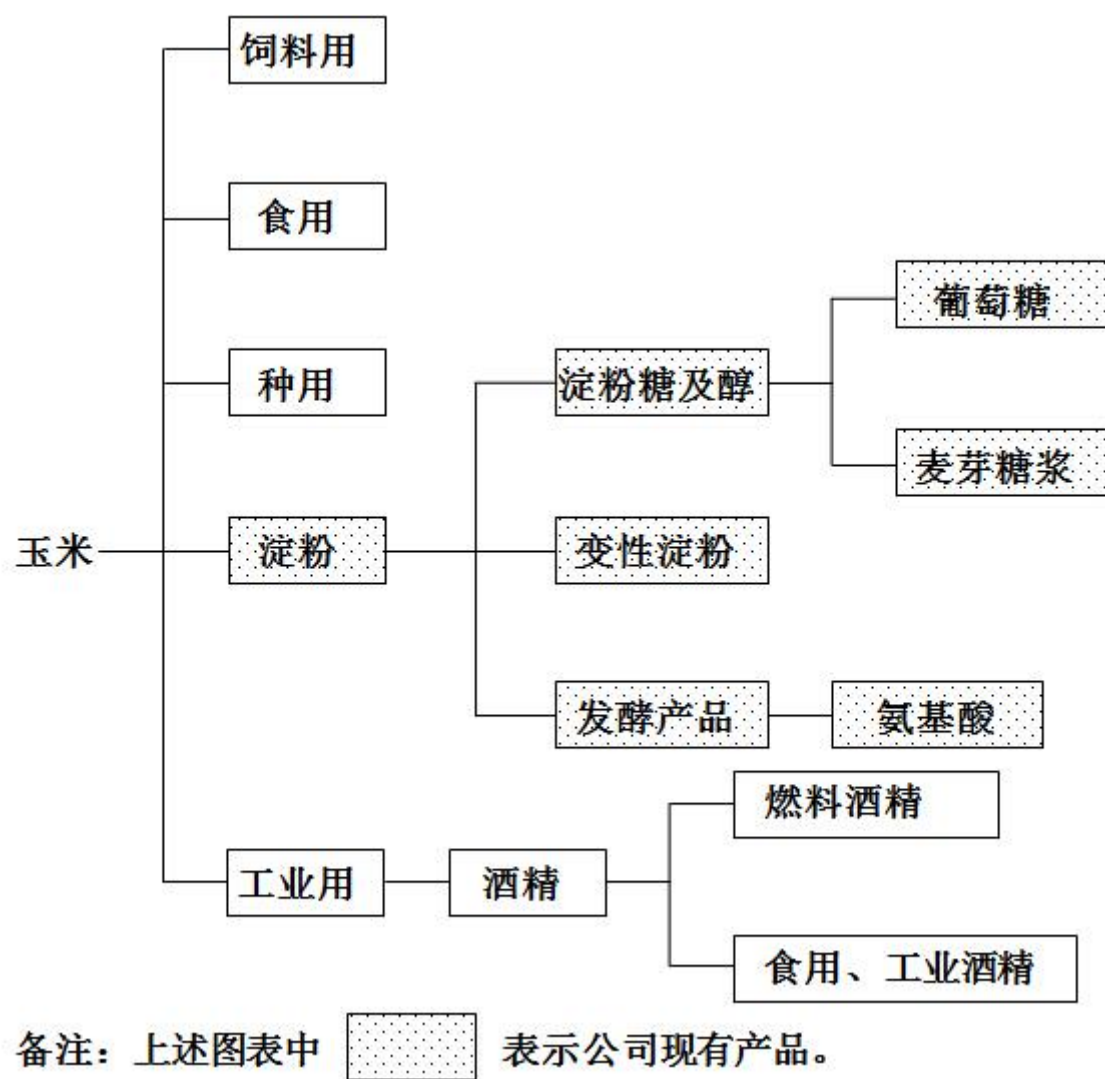 饲料用
食用
葡萄糖
种用
淀粉糖及醇
麦芽糖浆
玉米
淀粉
变性淀粉
发酵产品
氨基酸
燃料酒精
工业用
酒精
食用、工业酒精
备注：上述图表中
表示公司现有产品。